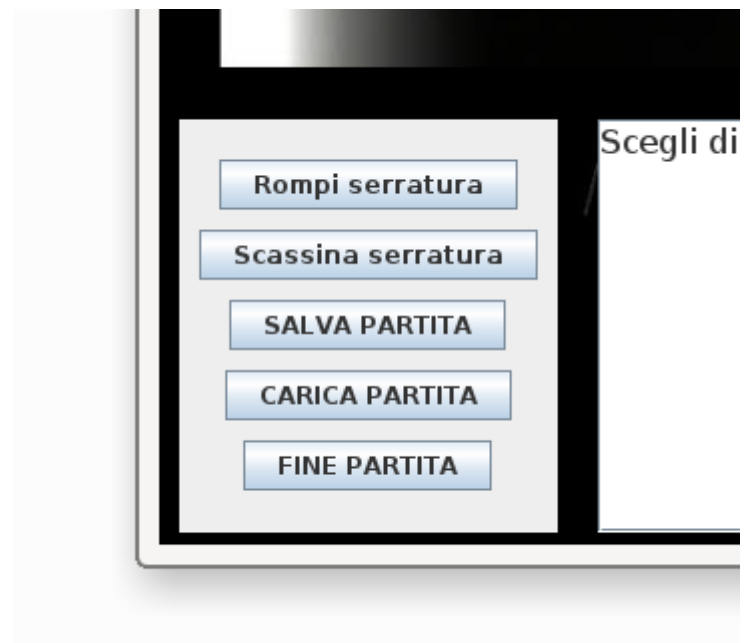 Rompi serratura
Scassina serratura
SALVA PARTITA
CARICA PARTITA
FINE PARTITA
Scegli di